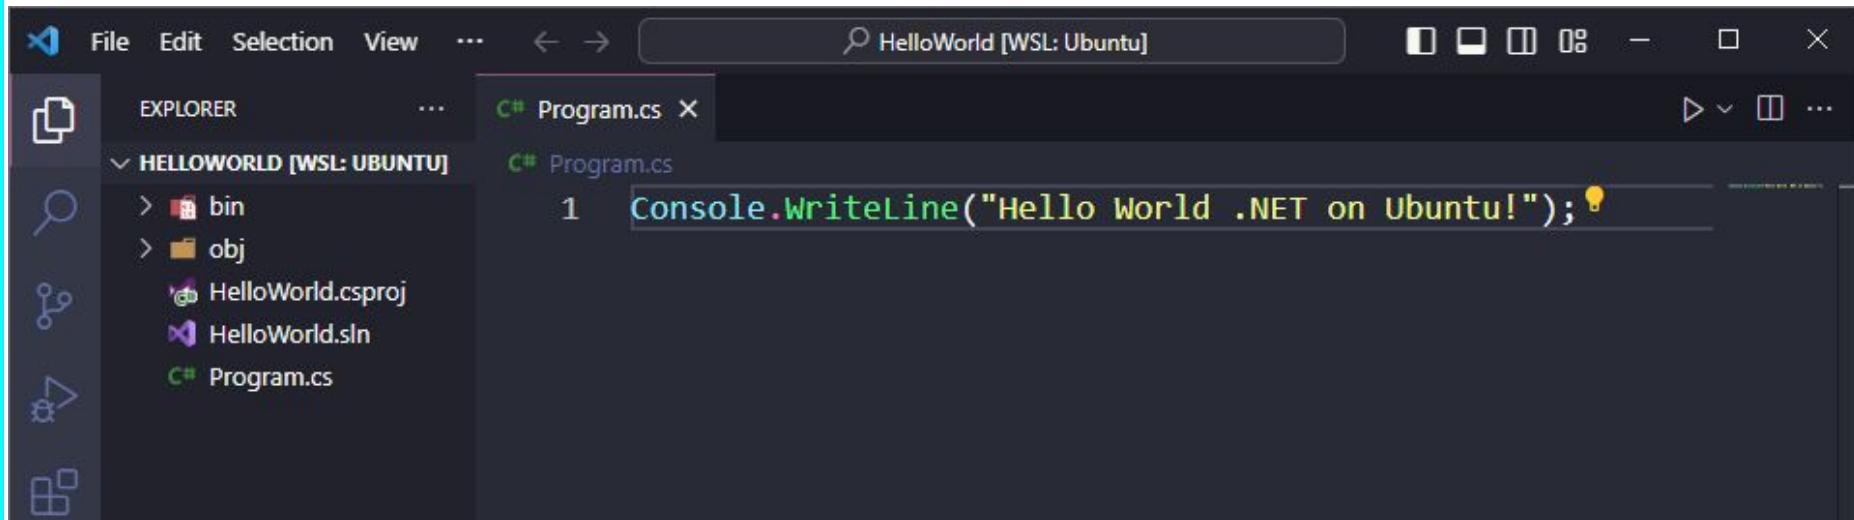 File Edit Selection View ··· HelloWorld [WSL: Ubuntu]
EXPLORER ···
C# Program.cs
HELLOWORLD [WSL: UBUNTU]
C# Program.cs
bin
obj
HelloWorld.csproj
HelloWorld.sln
C# Program.cs
1 Console.WriteLine("Hello World .NET on Ubuntu!");